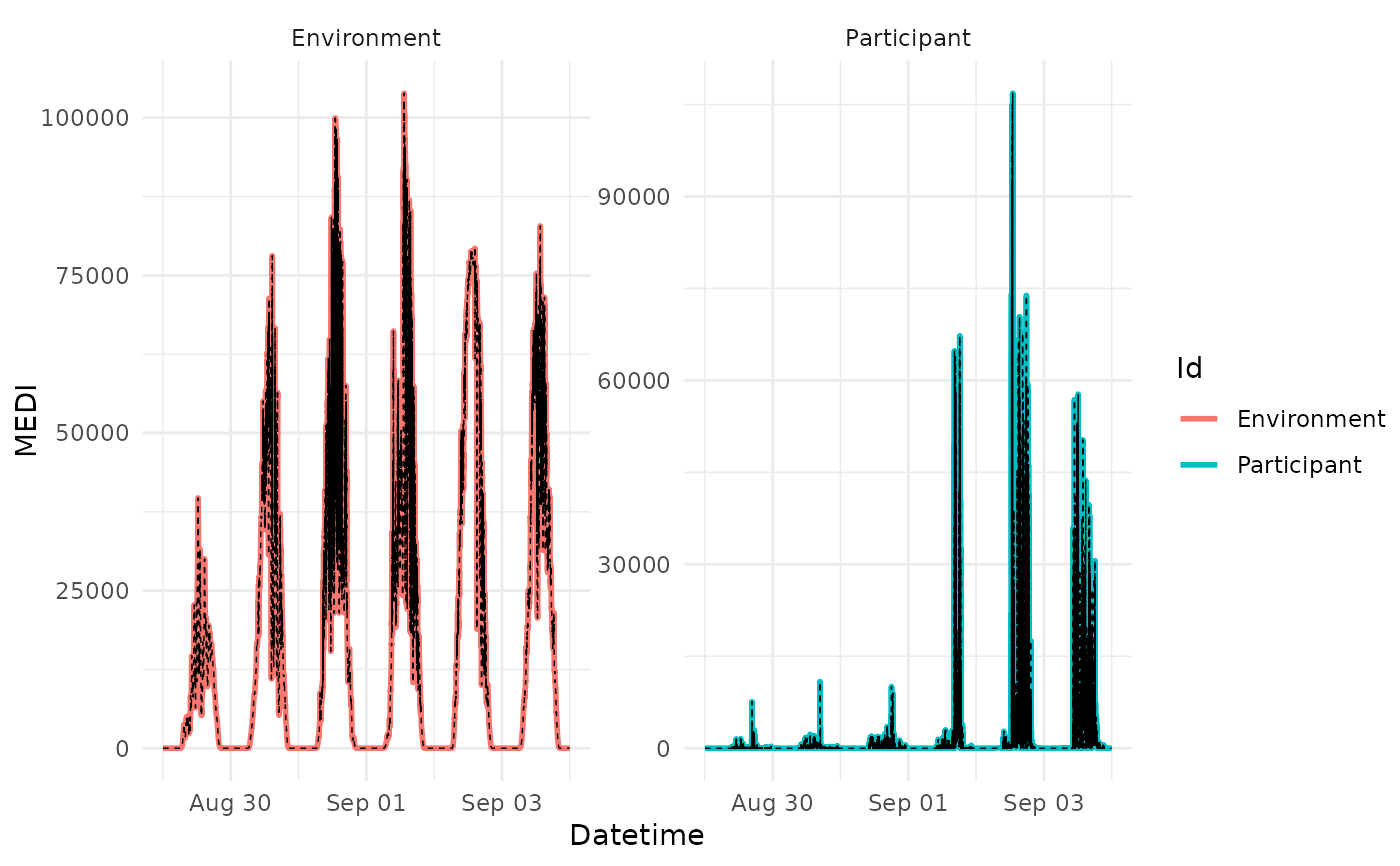 Environment
Participant
MEDI
100000
75000
50000
25000
0
90000
60000
30000
0
Aug 30 Sep 01 Sep 03
Aug 30 Sep 01 Sep 03
Datetime
Id
Environment
Participant